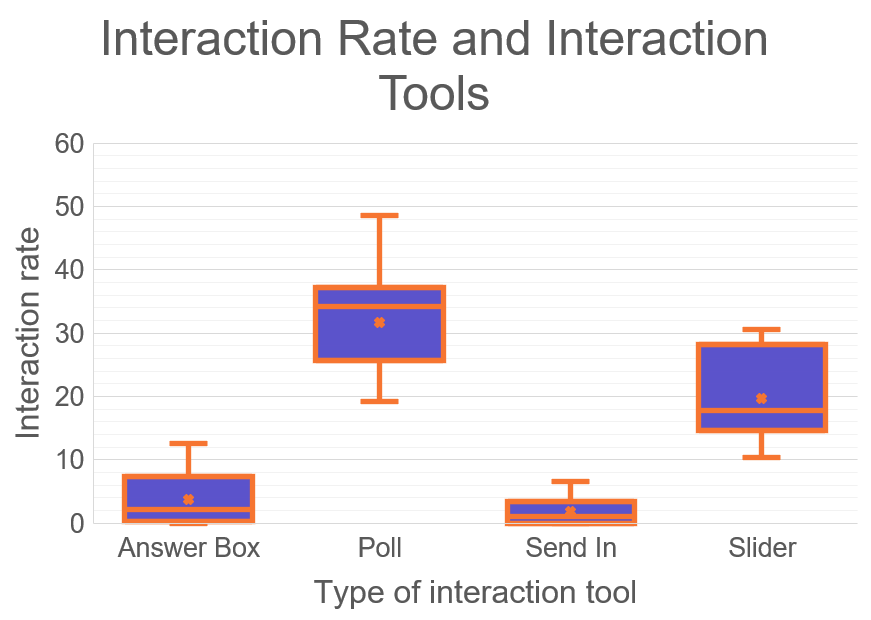 Interaction Rate and Interaction
Tools
60
50
40
30
20
10
0
Interaction rate
Answer Box Poll Send In Slider
Type of interaction tool